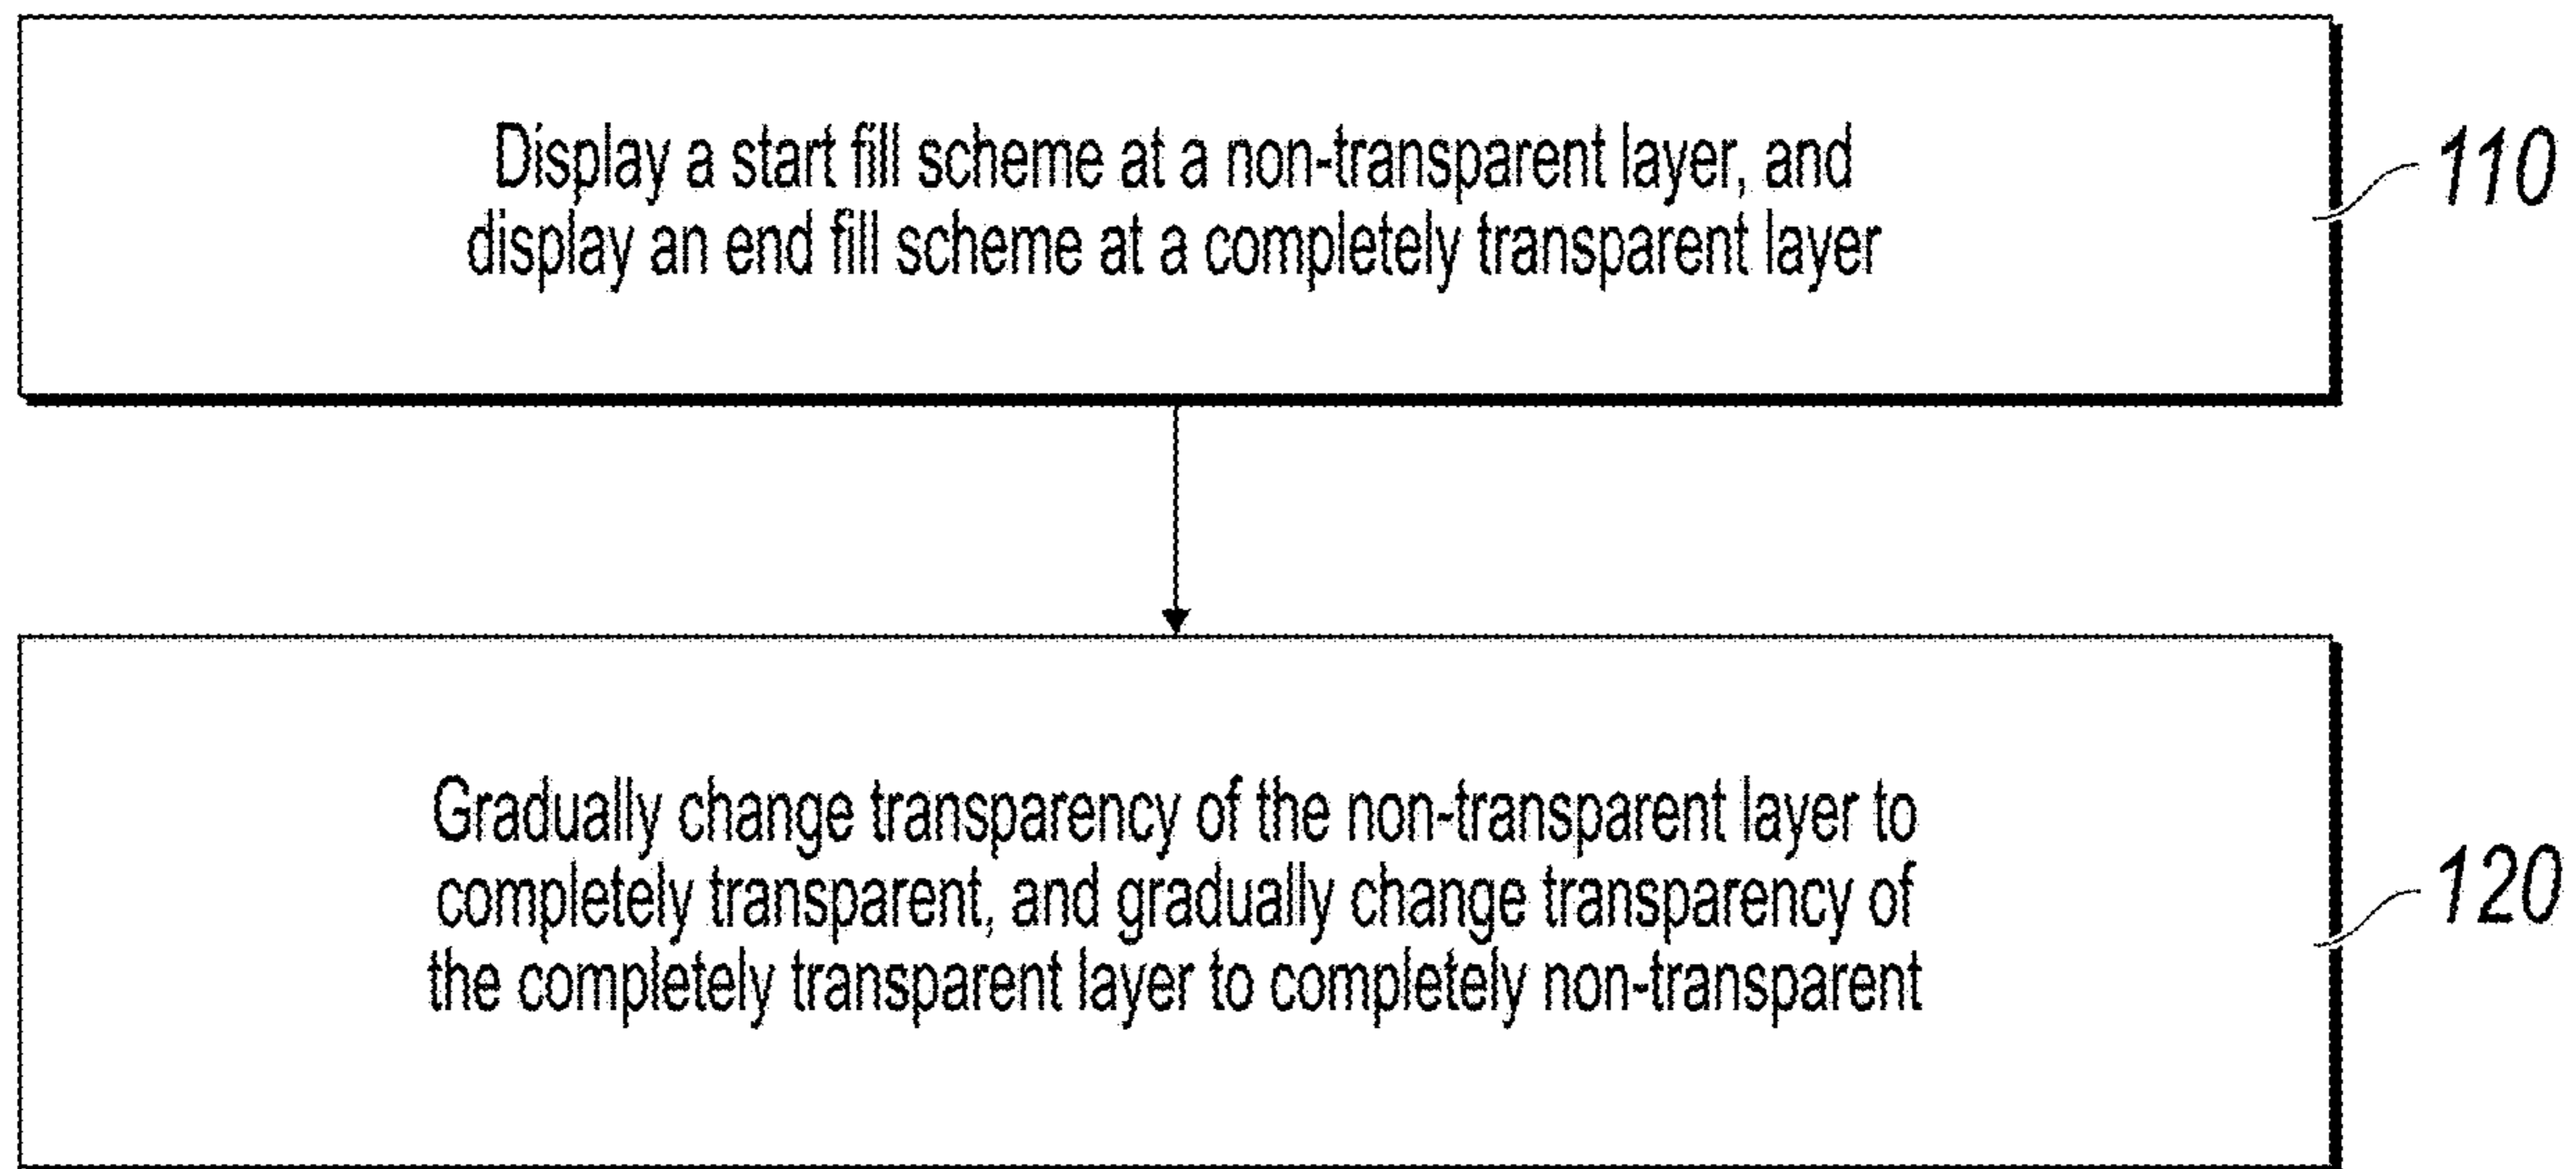 Display a start fill scheme at a non-transparent layer, and
display an end fill scheme at a completely transparent layer
110
Gradually change transparency of the non-transparent layer to
completely transparent, and gradually change transparency of
the completely transparent layer to completely non-transparent
120